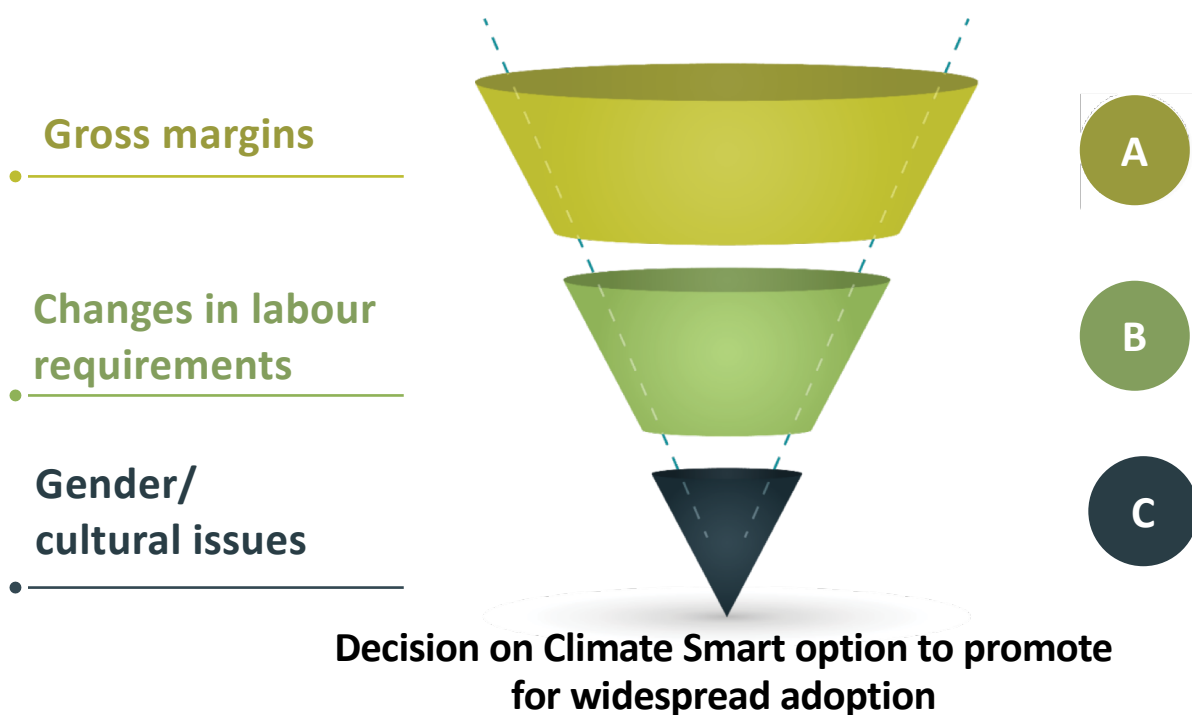 Gross margins
A
Changes in labour
requirements
B
Gender/
cultural issues
C
Decision on Climate Smart option to promote
for widespread adoption